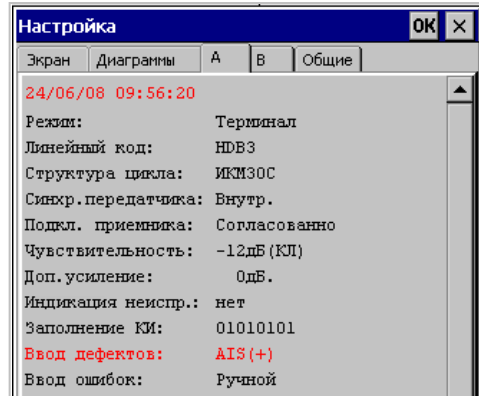 Настройка OK ×
Экран Диаграммы A B Общие
24/06/08 09:56:20
Режим: Терминал
Линейный код: HDB3
Структура цикла: ИКМ30С
Синхр.передатчика: Внутр.
Подкл. приемника: Согласованно
Чувствительность: -12дБ(КЛ)
Доп.усиление: 0дБ.
Индикация неиспр.: нет
Заполнение КИ: 01010101
Ввод дефектов: AIS(+)
Ввод ошибок: Ручной